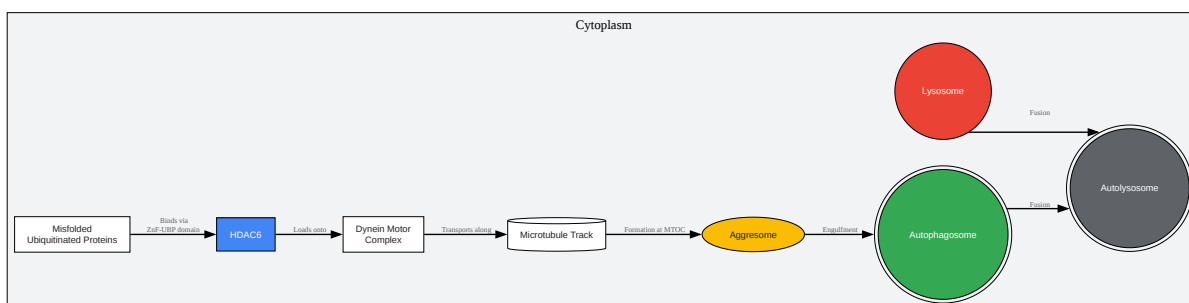 Cytoplasm
Lysosome
Fusion
Autolysosome
Misfolded
Ubiquitinated Proteins
Binds via
ZnF-UBP domain
HDAC6
Loads onto
Dynein Motor
Complex
Transports along
Microtubule Track
Formation at MTOC
Aggresome
Engulfment
Autophagosome
Fusion